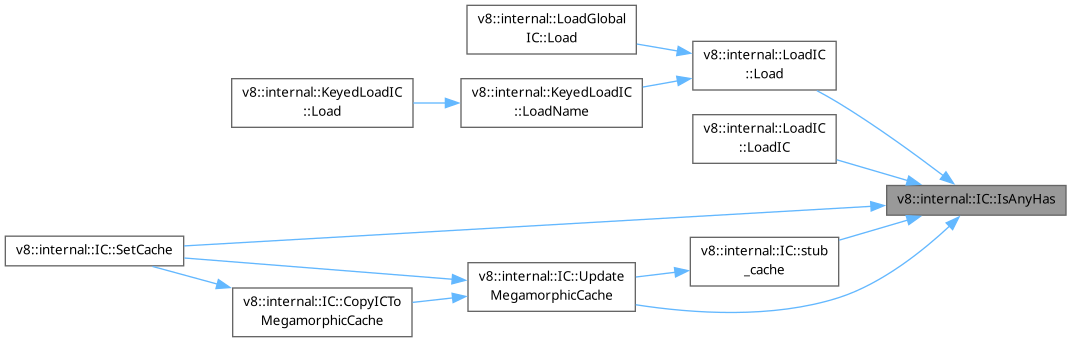 v8::internal::LoadGlobal
IC::Load
v8::internal::LoadIC
::Load
v8::internal::KeyedLoadIC
::Load
v8::internal::KeyedLoadIC
::LoadName
v8::internal::LoadIC
::LoadIC
v8::internal::IC::IsAnyHas
v8::internal::IC::SetCache
v8::internal::IC::stub
_cache
v8::internal::IC::Update
MegamorphicCache
v8::internal::IC::CopyICTo
MegamorphicCache